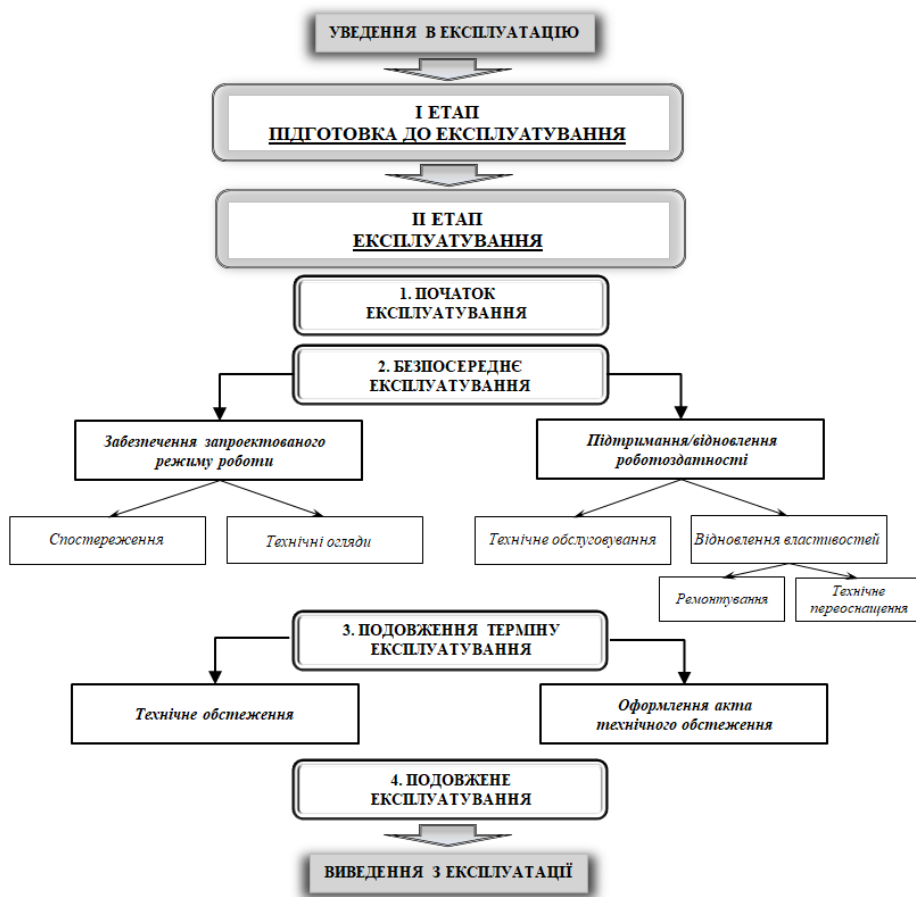 УВЕДЕННЯ В ЕКСПЛУАТАЦІЮ
І ЕТАП
ПІДГОТОВКА ДО ЕКСПЛУАТУВАННЯ
ІІ ЕТАП
ЕКСПЛУАТУВАННЯ
1. ПОЧАТОК
ЕКСПЛУАТУВАННЯ
2. БЕЗПОСЕРЕДНЄ
ЕКСПЛУАТУВАННЯ
Забезпечення запроектованого
режиму роботи
Підтримання/відновлення
роботоздатності
Спостереження
Технічні огляди
Технічне обслуговування
Відновлення властивостей
Ремонтування
Технічне
переоснащення
3. ПОДОВЖЕННЯ ТЕРМІНУ
ЕКСПЛУАТУВАННЯ
Технічне обстеження
Оформлення акта
технічного обстеження
4. ПОДОВЖЕНЕ
ЕКСПЛУАТУВАННЯ
ВИВЕДЕННЯ З ЕКСПЛУАТАЦІЇ